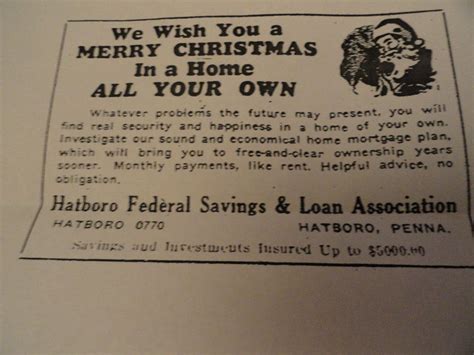 We Wish You a
MERRY CHRISTMAS
In a Home
ALL YOUR OWN
Whatever problems the future may present, you will
find real security and happiness in a home of your own.
Investigate our sound and economical home mortgage plan,
which will bring you to free-and-clear ownership years
sooner. Monthly payments, like rent. Helpful advice, no
obligation.
Hatboro Federal Savings & Loan Association
HATBORO 0770 HATBORO, PENNA.
Savings and Investments Insured Up to $5000.00